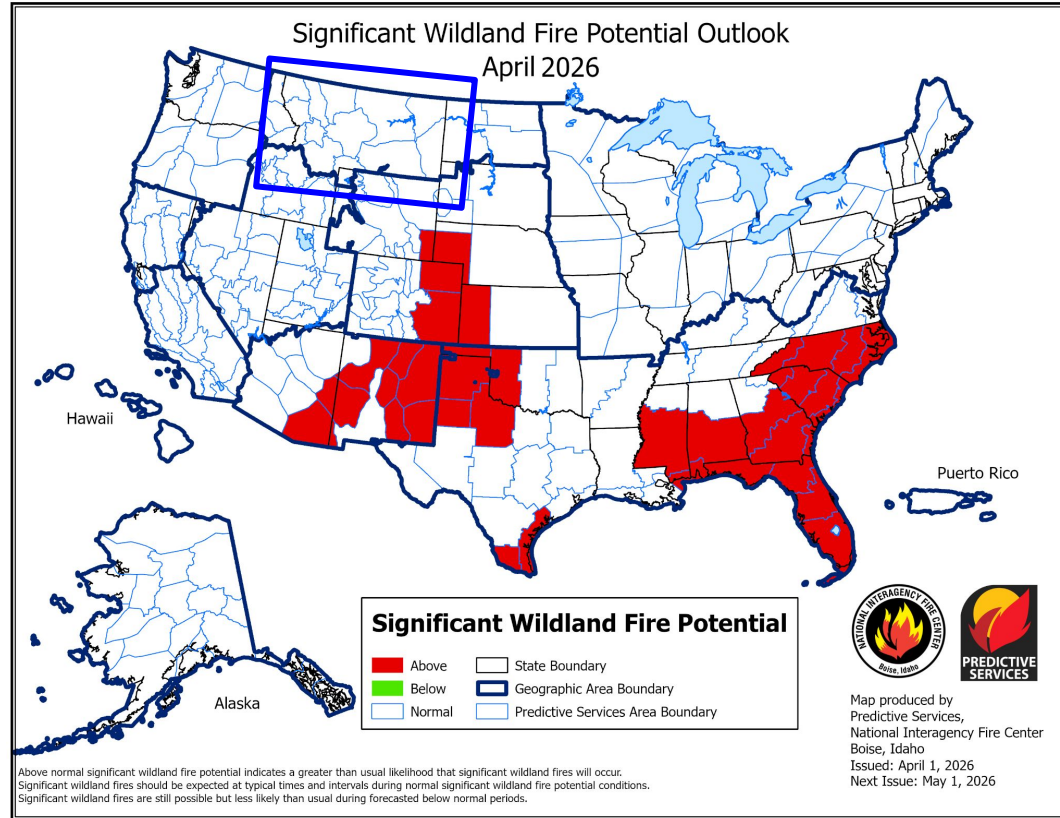 Significant Wildland Fire Potential Outlook
April 2026
Hawaii
Puerto Rico
Alaska
Significant Wildland Fire Potential
Above
State Boundary
Below
Geographic Area Boundary
Normal
Predictive Services Area Boundary
NATIONAL INTERAGENCY FIRE CENTER
Boise, Idaho
PREDICTIVE
SERVICES
Map produced by
Predictive Services,
National Interagency Fire Center
Boise, Idaho
Issued: April 1, 2026
Next Issue: May 1, 2026
Above normal significant wildland fire potential indicates a greater than usual likelihood that significant wildland fires will occur.
Significant wildland fires should be expected at typical times and intervals during normal significant wildland fire potential conditions.
Significant wildland fires are still possible but less likely than usual during forecasted below normal periods.